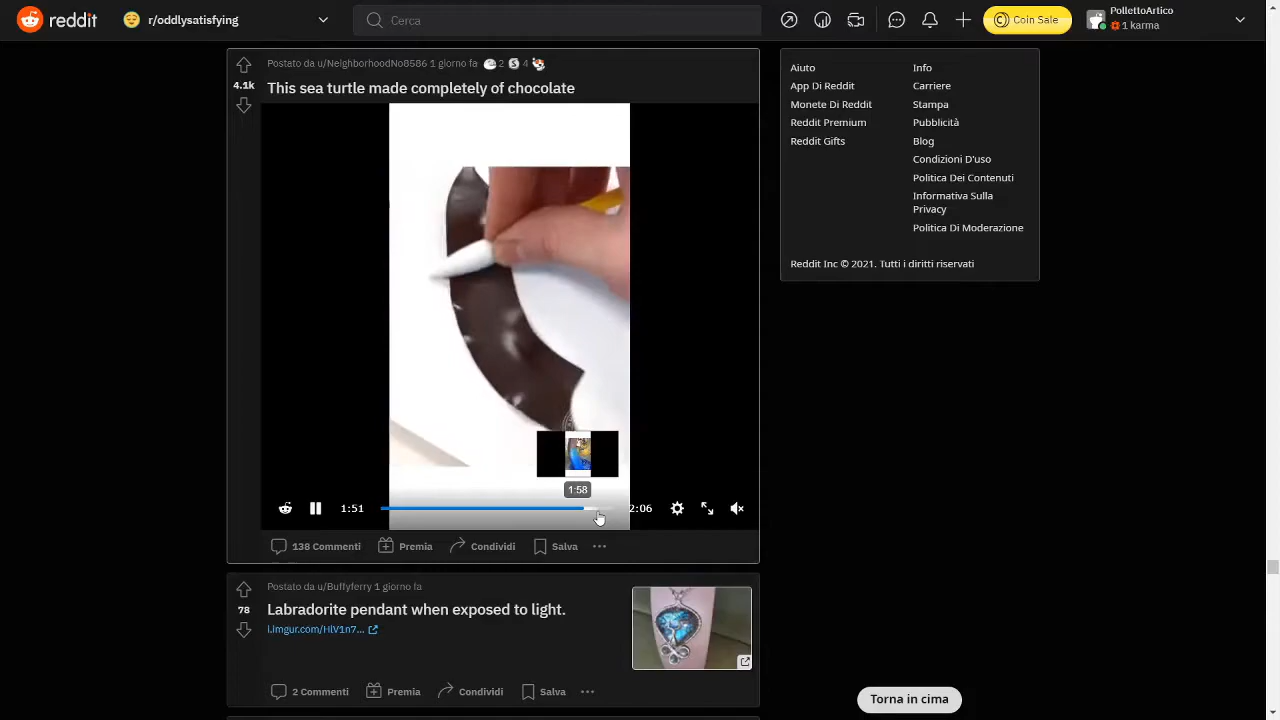 reddit
r/oddlysatisfying
Cerca
Coin Sale
PollettoArtico
1 karma
Postato da u/NeighborhoodNo8586 1 giorno fa
2
4
4.1k
This sea turtle made completely of chocolate
1:58
1:51
2:06
138 Commenti
Premia
Condividi
Salva
Postato da u/Buffyferry 1 giorno fa
78
Labradorite pendant when exposed to light.
i.imgur.com/HlV1n7...
2 Commenti
Premia
Condividi
Salva
Aiuto
App Di Reddit
Monete Di Reddit
Reddit Premium
Reddit Gifts
Info
Carriere
Stampa
Pubblicità
Blog
Condizioni D'uso
Politica Dei Contenuti
Informativa Sulla
Privacy
Politica Di Moderazione
Reddit Inc © 2021. Tutti i diritti riservati
Torna in cima